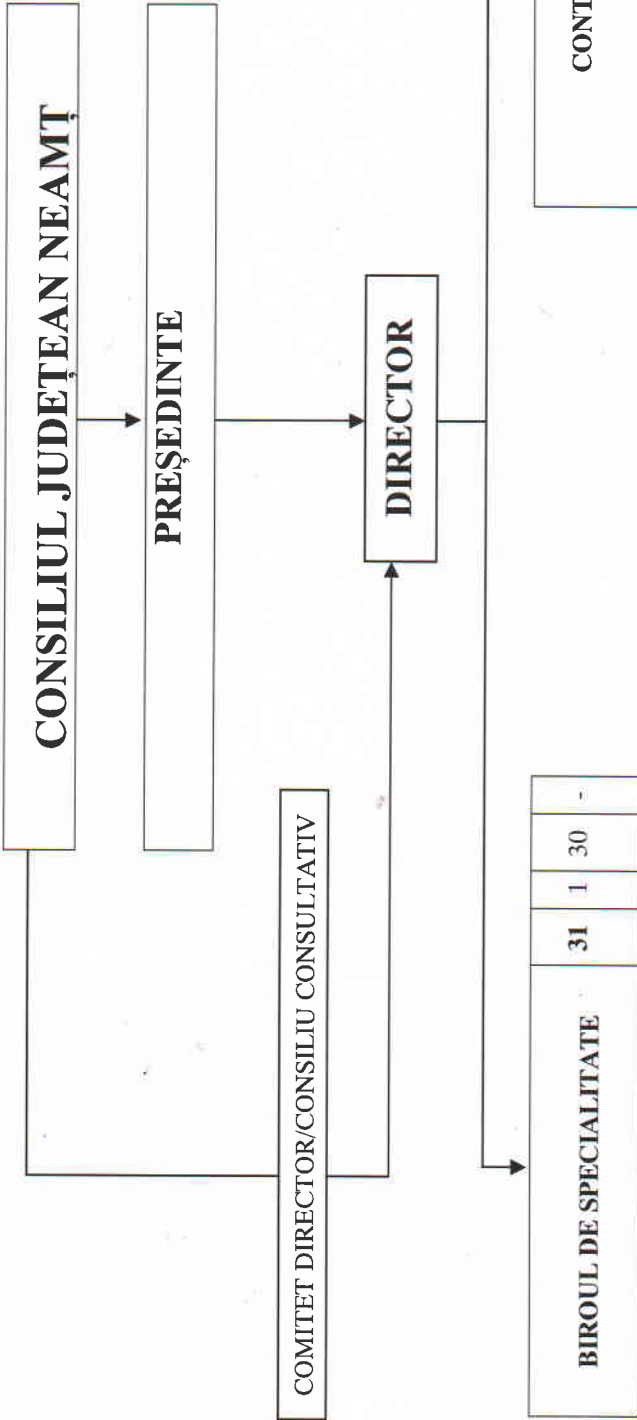 CONSILIUL JUDEȚEAN NEAMȚ
PREȘEDINTE
COMITET DIRECTOR/CONSILIU CONSULTATIV
DIRECTOR
BIROUL DE SPECIALITATE 31 1 30 -
CONT